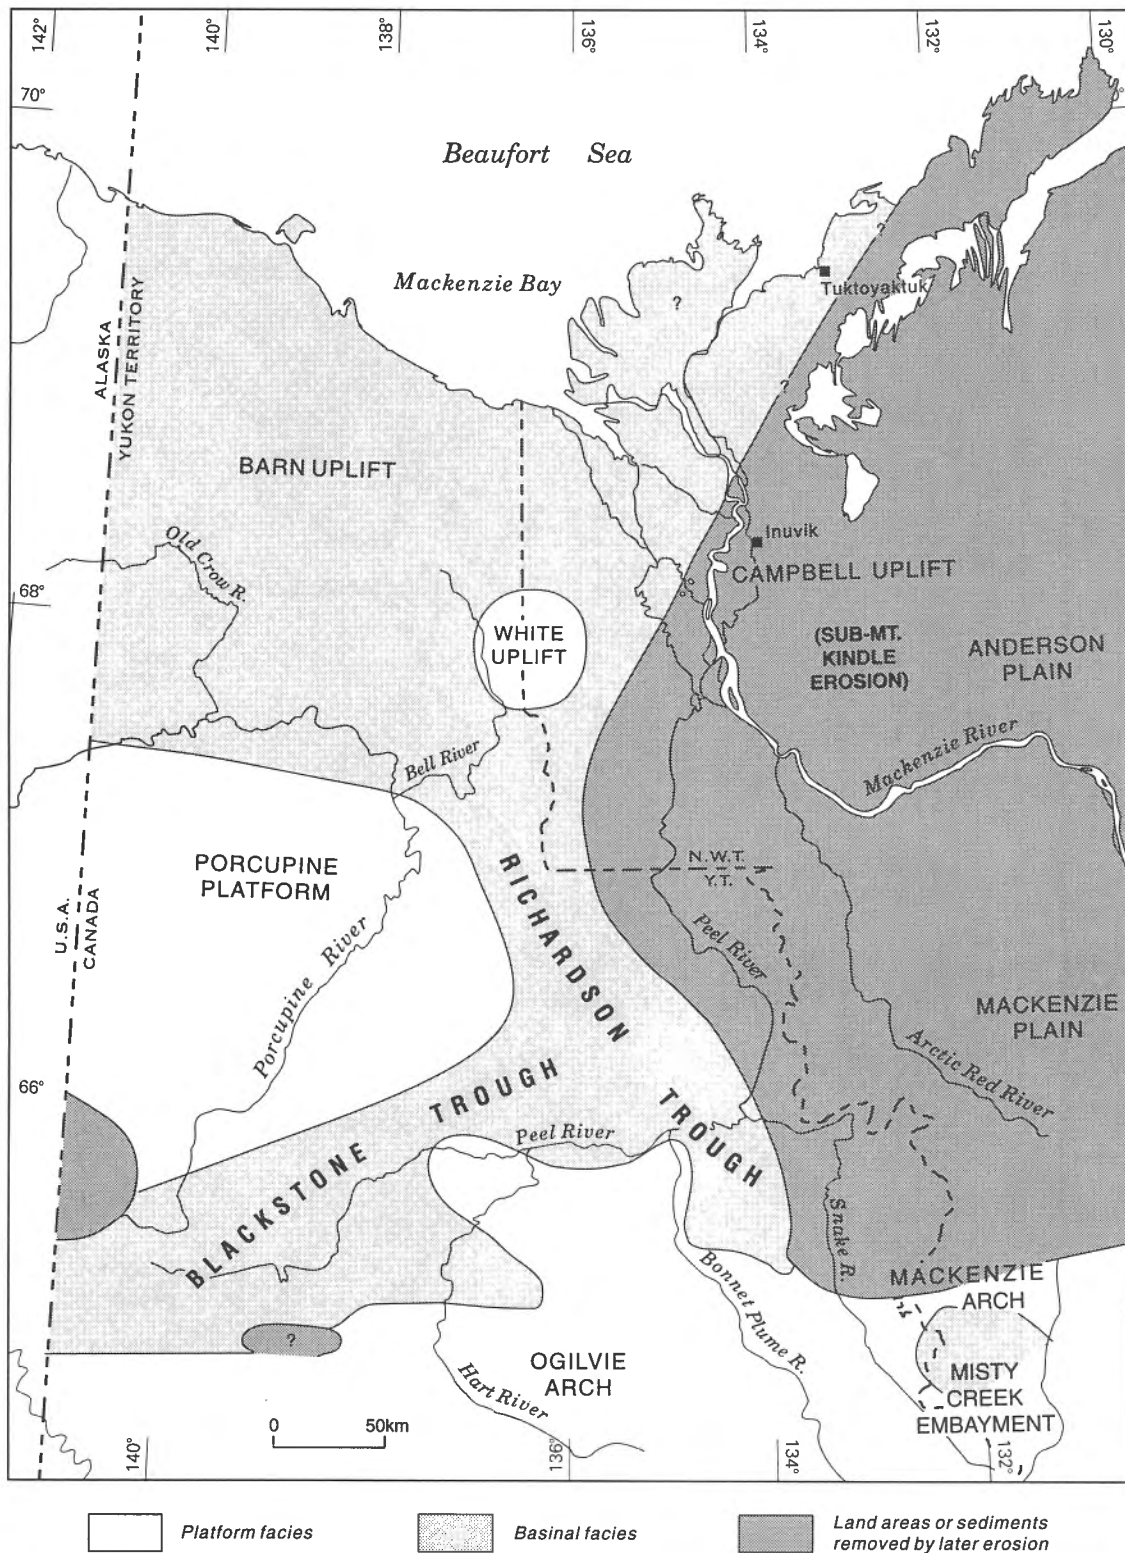 142°
140°
138°
136°
134°
132°
130°
70°
Beaufort Sea
Mackenzie Bay
?
?
Tuktoyaktuk
ALASKA
YUKON TERRITORY
?
BARN UPLIFT
Old Crow R.
Inuvik
CAMPBELL UPLIFT
68°
WHITE
UPLIFT
(SUB-MT.
KINDLE
EROSION)
ANDERSON
PLAIN
Bell River
Mackenzie River
PORCUPINE
PLATFORM
N.W.T.
Y.T.
U.S.A.
CANADA
Porcupine River
RICHARDSON
TROUGH
Peel River
MACKENZIE
PLAIN
Arctic Red River
66°
BLACKSTONE TROUGH
Peel River
Snake R.
Bonnet Plume R.
MACKENZIE
ARCH
?
OGILVIE
ARCH
Hart River
MISTY
CREEK
EMBAYMENT
0 50km
140°
136°
134°
132°
Platform facies
Basinal facies
Land areas or sediments
removed by later erosion